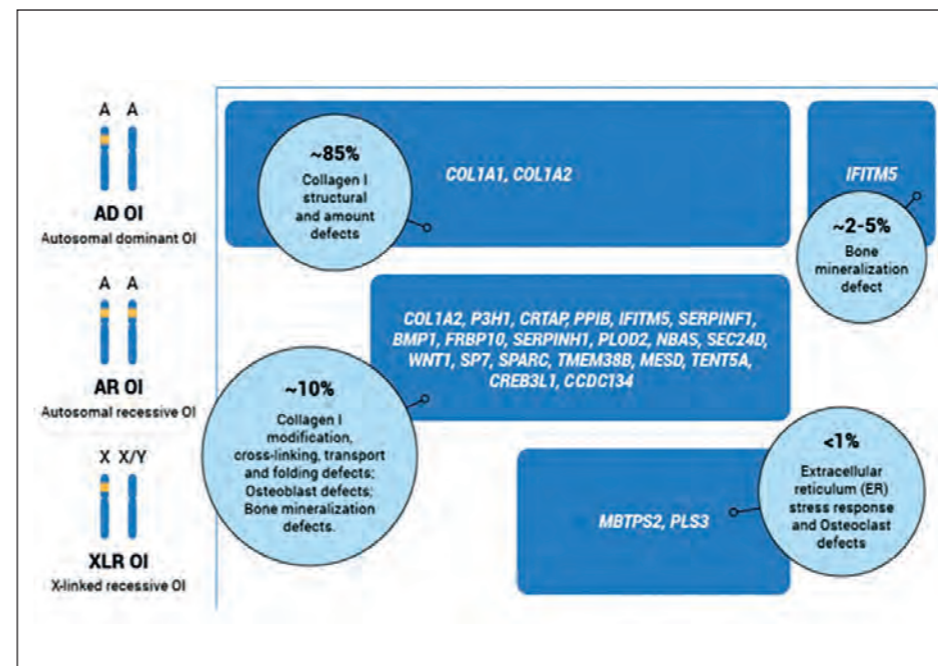 A A
AD OI
Autosomal dominant OI
~85%
Collagen I
structural
and amount
defects
COL1A1, COL1A2
IFITM5
~2-5%
Bone
mineralization
defect
A A
AR OI
Autosomal recessive OI
COL1A2, P3H1, CRTAP, PPIB, IFITM5, SERPINF1,
BMP1, FRBP10, SERPINH1, PLOD2, NBAS, SEC24D,
WNT1, SP7, SPARC, TMEM38B, MESD, TENT5A,
CREB3L1, CCDC134
~10%
Collagen I
modification,
cross-linking, transport
and folding defects;
Osteoblast defects;
Bone mineralization
defects.
X X/Y
XLR OI
X-linked recessive OI
MBTPS2, PLS3
<1%
Extracellular
reticulum (ER)
stress response
and Osteoclast
defects